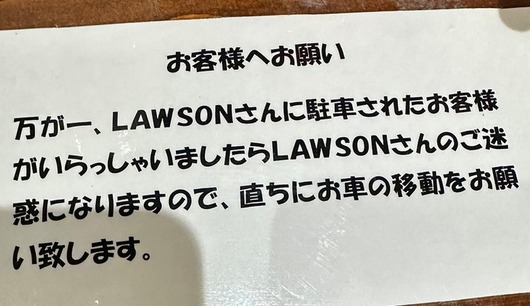 お客様へお願い
万が一、LAWSONさんに駐車されたお客様
がいらっしゃいましたらLAWSONさんのご迷
惑になりますので、直ちにお車の移動をお願
い致します。